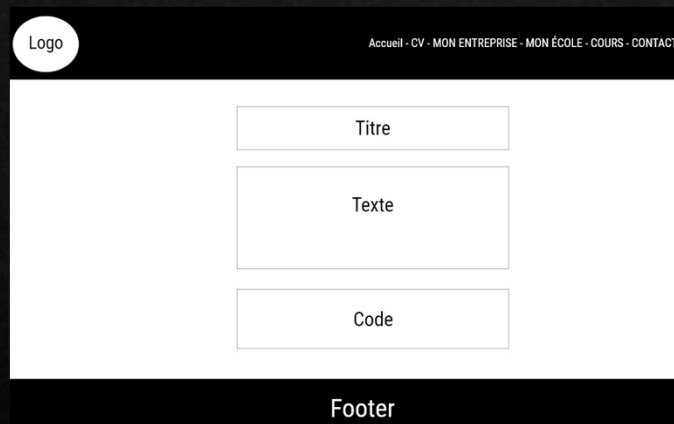 Logo
Accueil - CV - MON ENTREPRISE - MON ÉCOLE - COURS - CONTACT
Titre
Texte
Code
Footer